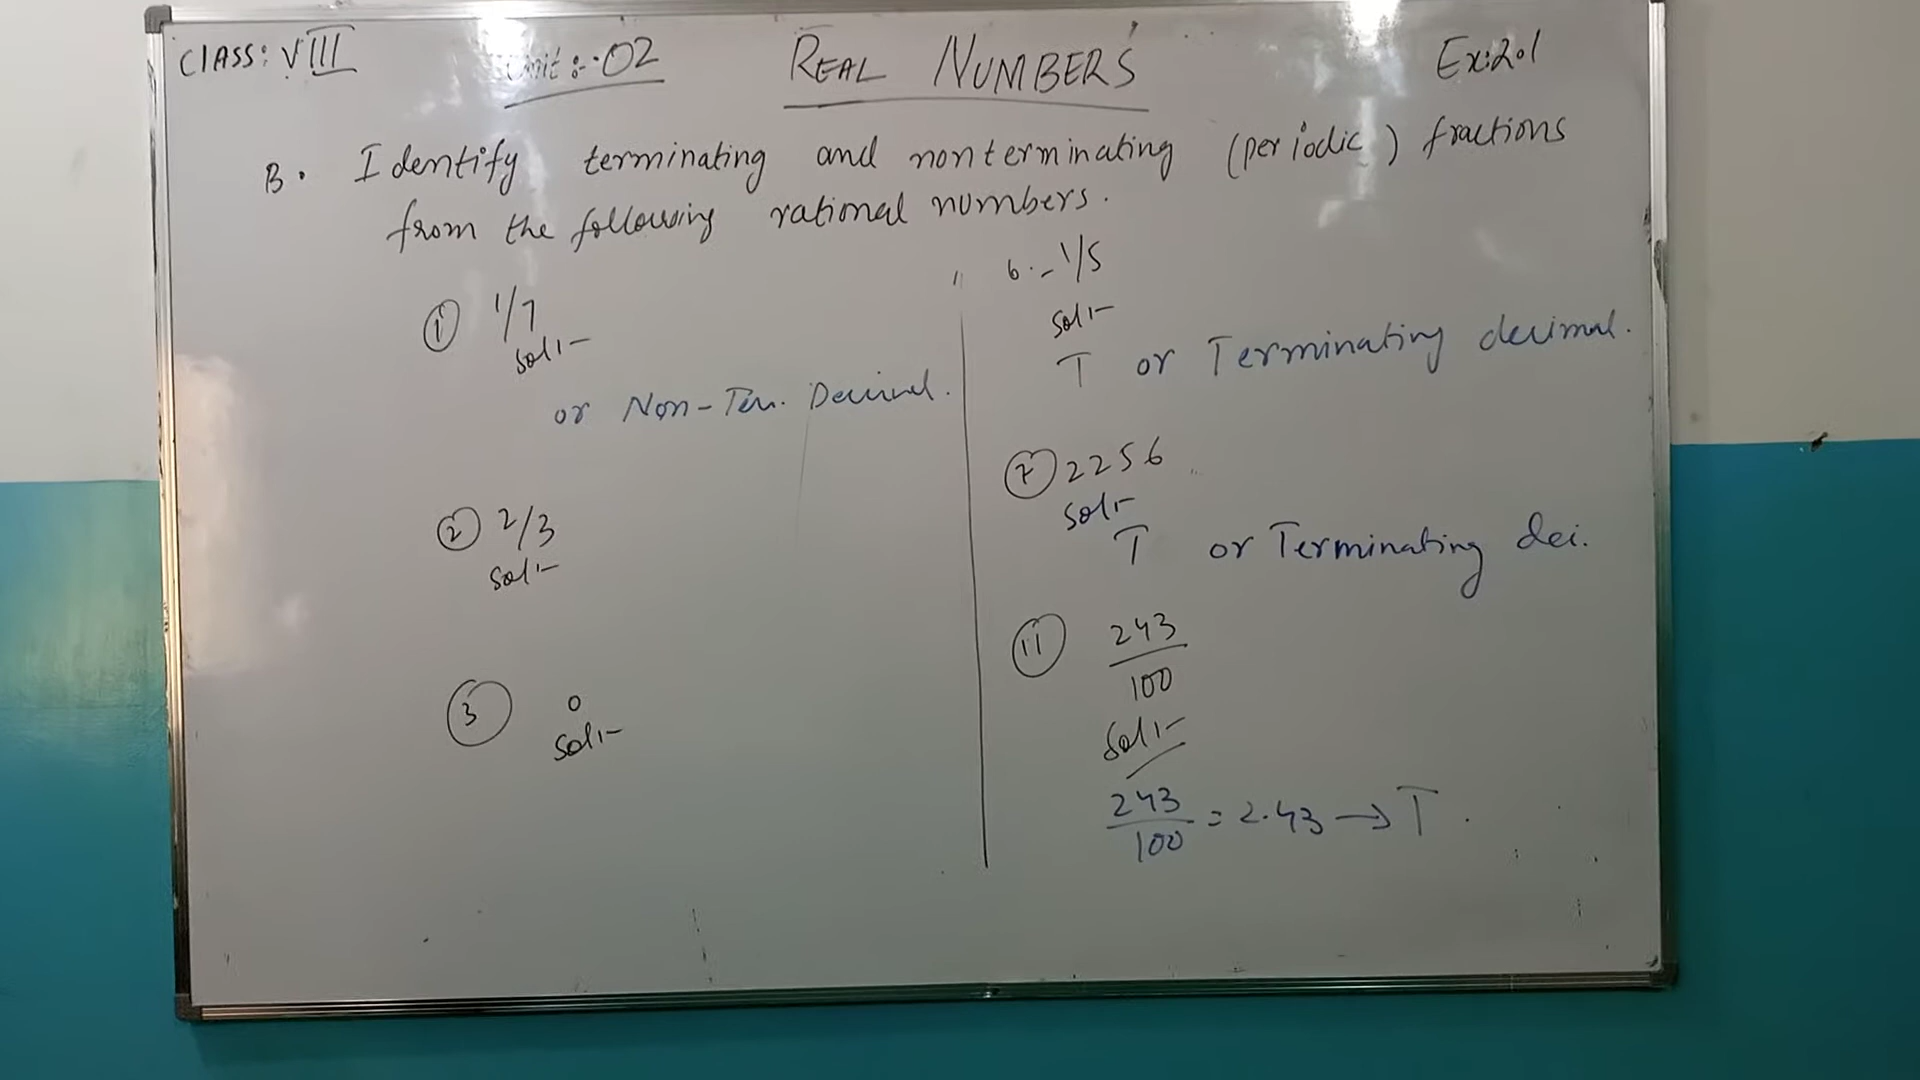 CLASS: VIII Unit :- 02 REAL NUMBER'S Ex:2.1
B. Identify terminating and nonterminating (periodic) fractions
from the following rational numbers.
① 1/7
Sol:-
or Non-Ter. Decimal.
② 2/3
Sol:-
③ 0
Sol:-
6. -1/5
Sol:-
T or Terminating decimal.
⑦ 2256
Sol:-
T or Terminating dei.
⑪ 243/100
Sol:-
243/100 = 2.43 → T.